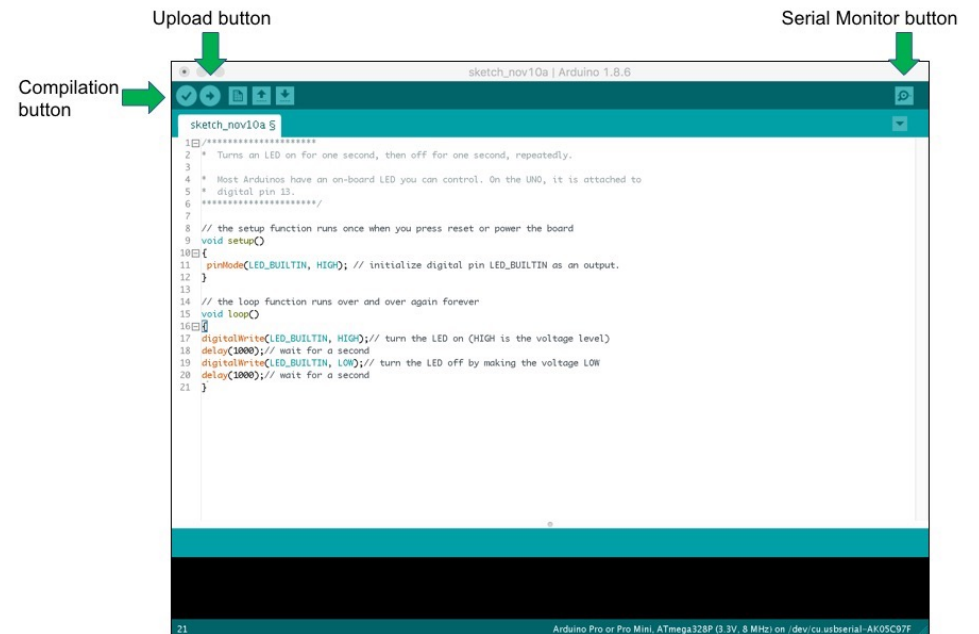 Upload button
Serial Monitor button
Compilation
button
sketch_nov10a | Arduino 1.8.6
sketch_nov10a §
1 /**********************
2 *  Turns an LED on for one second, then off for one second, repeatedly.
3
4 *  Most Arduinos have an on-board LED you can control. On the UNO, it is attached to
5 *  digital pin 13.
6 **********************/
7
8 // the setup function runs once when you press reset or power the board
9 void setup()
10 {
11  pinMode(LED_BUILTIN, HIGH); // initialize digital pin LED_BUILTIN as an output.
12 }
13
14 // the loop function runs over and over again forever
15 void loop()
16 {
17 digitalWrite(LED_BUILTIN, HIGH);// turn the LED on (HIGH is the voltage level)
18 delay(1000);// wait for a second
19 digitalWrite(LED_BUILTIN, LOW);// turn the LED off by making the voltage LOW
20 delay(1000);// wait for a second
21 }
21
Arduino Pro or Pro Mini, ATmega328P (3.3V, 8 MHz) on /dev/cu.usbserial-AK05C97F